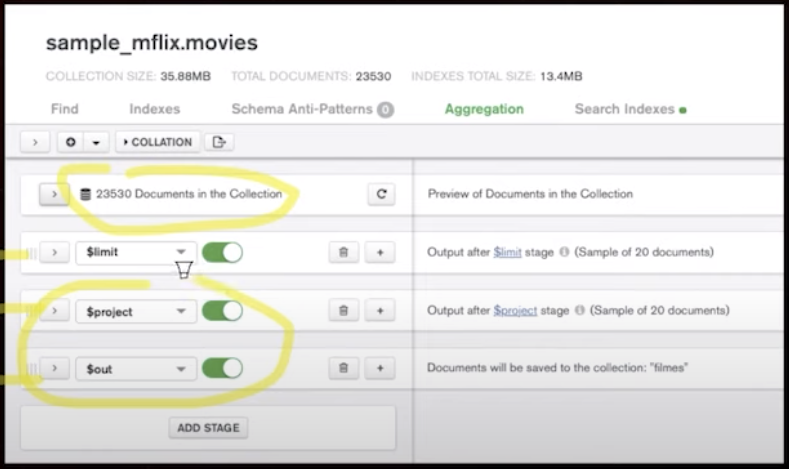 sample_mflix.movies
COLLECTION SIZE: 35.88MB TOTAL DOCUMENTS: 23530 INDEXES TOTAL SIZE: 13.4MB
Find Indexes Schema Anti-Patterns 0 Aggregation Search Indexes
COLLATION
23530 Documents in the Collection Preview of Documents in the Collection
$limit Output after $limit stage (Sample of 20 documents)
$project Output after $project stage (Sample of 20 documents)
$out Documents will be saved to the collection: "filmes"
ADD STAGE